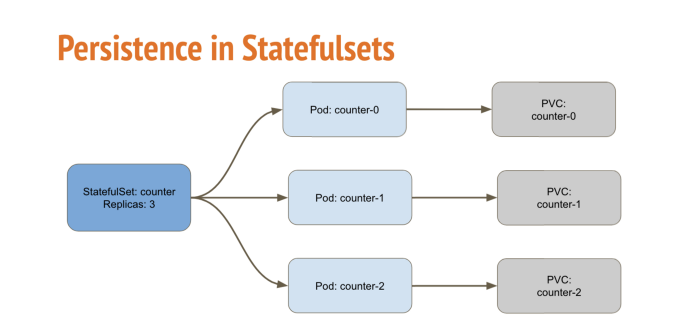 Persistence in Statefulsets
Pod: counter-0
PVC:
counter-0
StatefulSet: counter
Replicas: 3
Pod: counter-1
PVC:
counter-1
Pod: counter-2
PVC:
counter-2